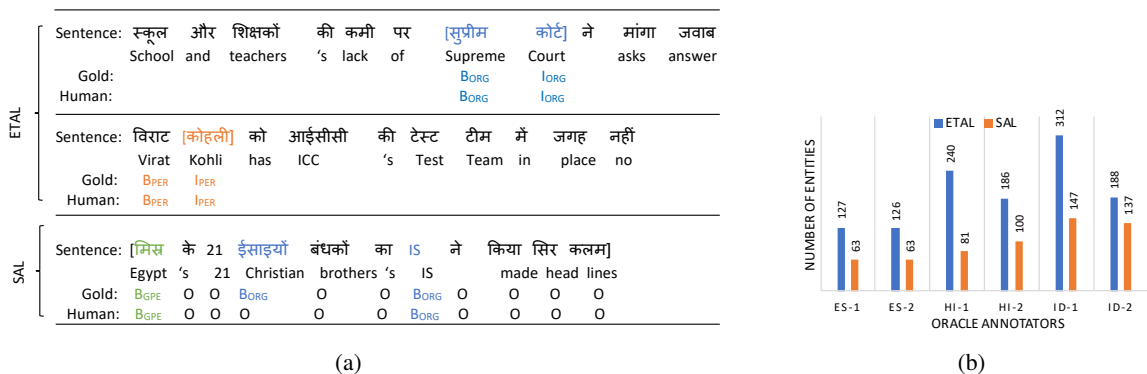 ETAL
Sentence: स्कूल और शिक्षकों की कमी पर [सुप्रीम कोर्ट] ने मांगा जवाब
School and teachers 's lack of Supreme Court asks answer
Gold: BORG IORG
Human: BORG IORG
Sentence: विराट [कोहली] को आईसीसी की टेस्ट टीम में जगह नहीं
Virat Kohli has ICC 's Test Team in place no
Gold: BPER IPER
Human: BPER IPER
SAL
Sentence: [मिस्र के 21 ईसाइयों बंधकों का IS ने किया सिर कलम]
Egypt 's 21 Christian brothers 's IS made head lines
Gold: BGPE O O BORG O O BORG O O O O
Human: BGPE O O O O O BORG O O O O
(a)
ETAL SAL
NUMBER OF ENTITIES
127 63 126 63 240 81 186 100 312 147 188 137
ES-1 ES-2 HI-1 HI-2 ID-1 ID-2
ORACLE ANNOTATORS
(b)